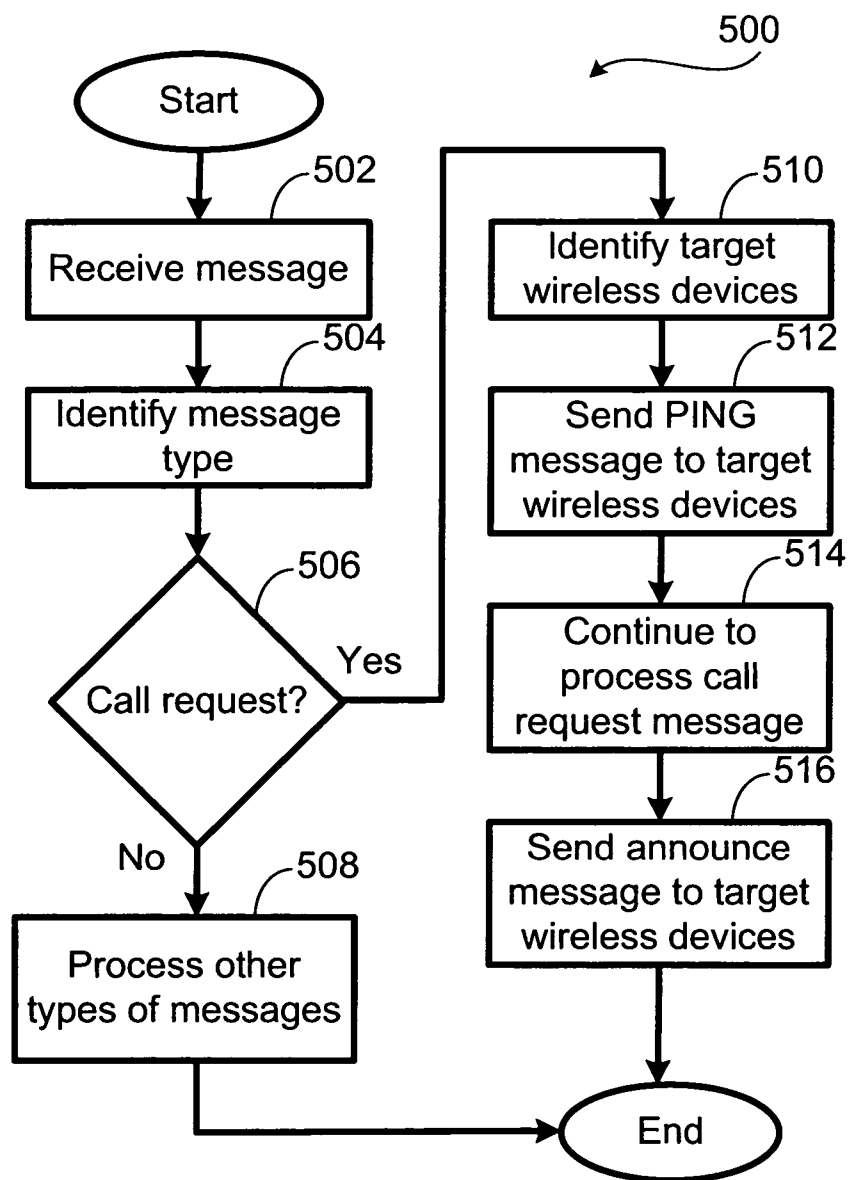 500
Start
502
Receive message
504
Identify message
type
506
Call request?
Yes
No
508
Process other
types of messages
510
Identify target
wireless devices
512
Send PING
message to target
wireless devices
514
Continue to
process call
request message
516
Send announce
message to target
wireless devices
End